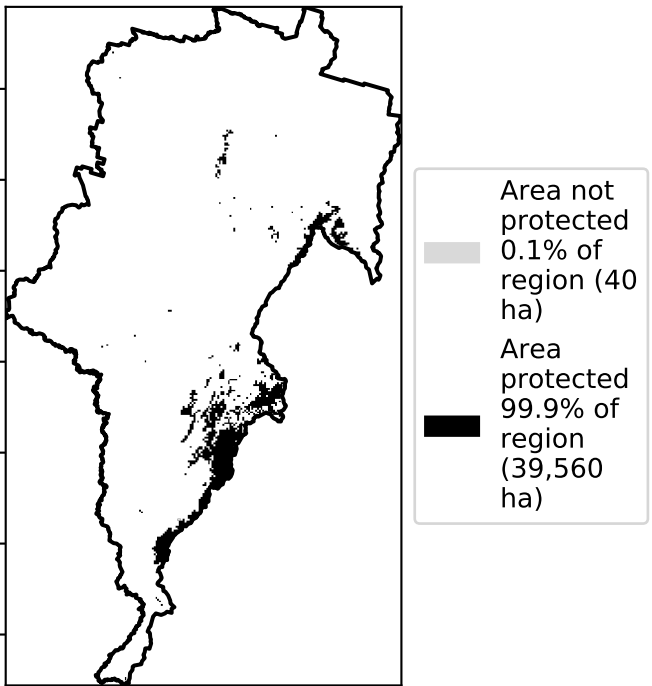 Area not
protected
0.1% of
region (40
ha)
Area
protected
99.9% of
region
(39,560
ha)